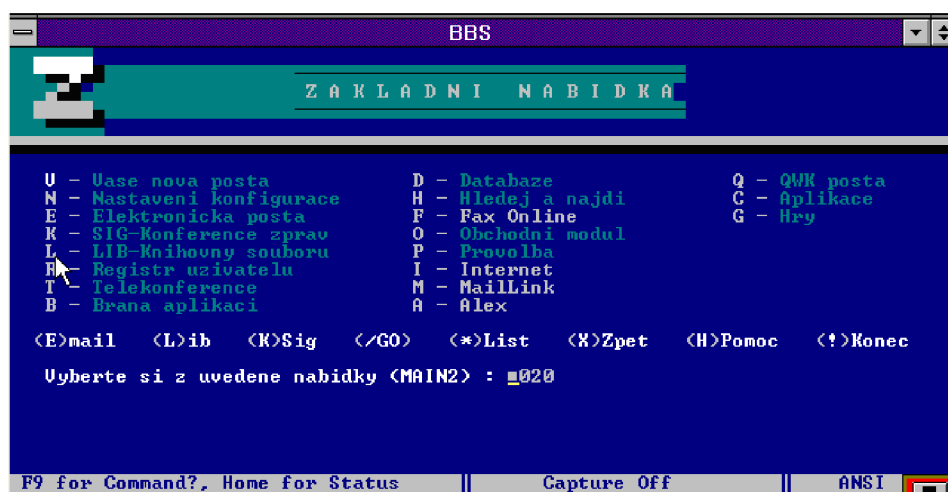 BBS
Z A K L A D N I   N A B I D K A
V - Vase nova posta   D - Databaze   Q - QWK posta
N - Nastaveni konfigurace   H - Hledej a najdi   C - Aplikace
E - Elektronicka posta   F - Fax Online   G - Hry
K - SIG-Konference zprav   O - Obchodni modul
L - LIB-Knihovny souboru   P - Provolba
R - Registr uzivatelu   I - Internet
T - Telekonference   M - MailLink
B - Brana aplikaci   A - Alex
(E)mail   (L)ib   (K)Sig   (/GO)   (*)List   (X)Zpet   (H)Pomoc   (!)Konec
Vyberte si z uvedene nabidky (MAIN2) : 020
F9 for Command?, Home for Status   ||   Capture Off   ||   ANSI